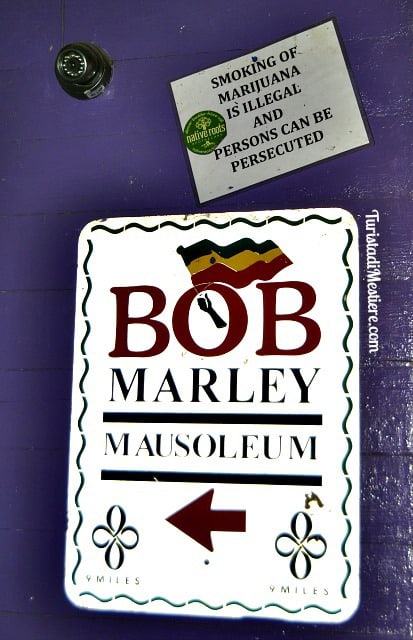 SMOKING OF
MARIJUANA
IS ILLEGAL
AND
PERSONS CAN BE
PERSECUTED
native roots
TuristadiMestiere.com
BOB
MARLEY
MAUSOLEUM
9 MILES
9 MILES